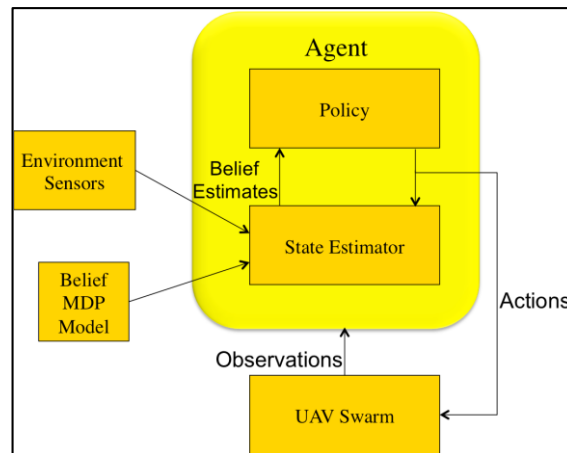 Agent
Policy
Environment
Sensors
Belief
Estimates
State Estimator
Belief
MDP
Model
Actions
Observations
UAV Swarm